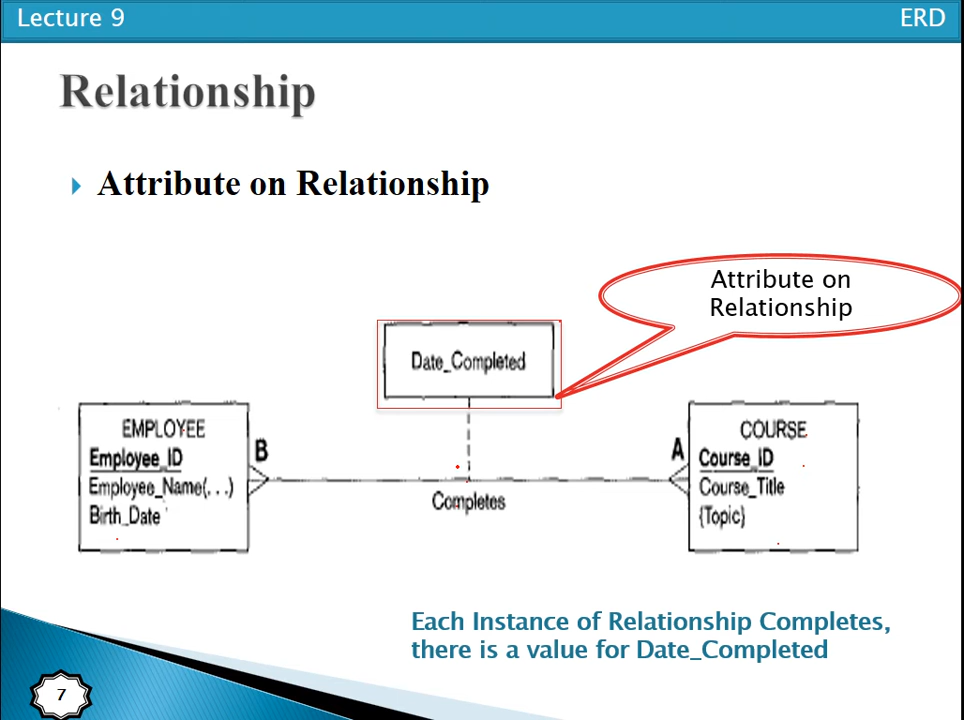 Lecture 9
ERD
Relationship
Attribute on Relationship
Attribute on
Relationship
Date_Completed
EMPLOYEE
Employee_ID
Employee_Name(. . .)
Birth_Date
B
Completes
A
COURSE
Course_ID
Course_Title
{Topic}
Each Instance of Relationship Completes,
there is a value for Date_Completed
7